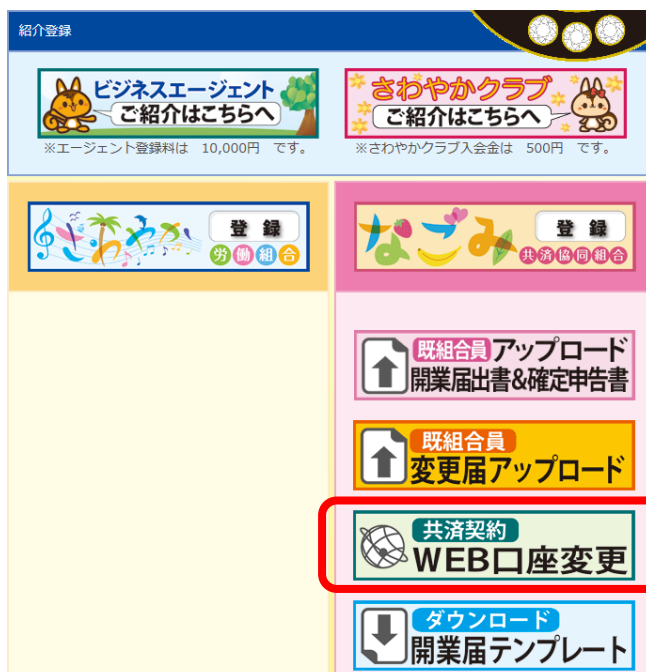 紹介登録
ビジネスエージェント
ご紹介はこちらへ
※エージェント登録料は 10,000円 です。
さわやかクラブ
ご紹介はこちらへ
※さわやかクラブ入会金は 500円 です。
さわやか
登録
労働組合
なごみ
登録
共済協同組合
既組合員 アップロード
開業届出書&確定申告書
既組合員
変更届アップロード
共済契約
WEB口座変更
ダウンロード
開業届テンプレート